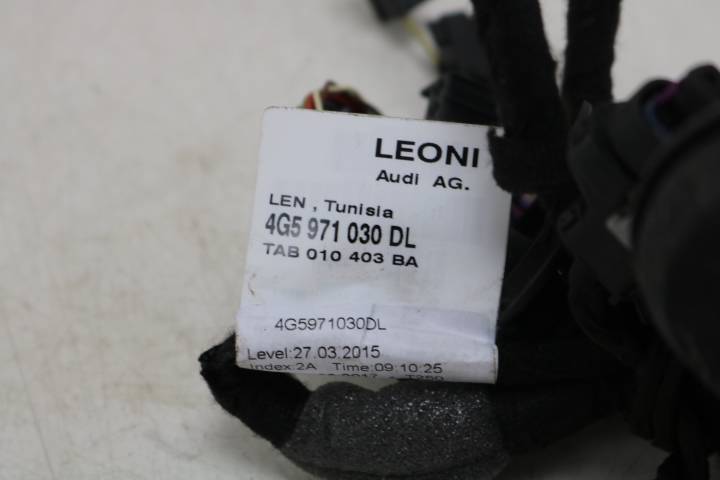 LEONI
Audi AG.
LEN , Tunisia
4G5 971 030 DL
TAB 010 403 BA
4G5971030DL
Level:27.03.2015
Index:2A Time:09:10:25